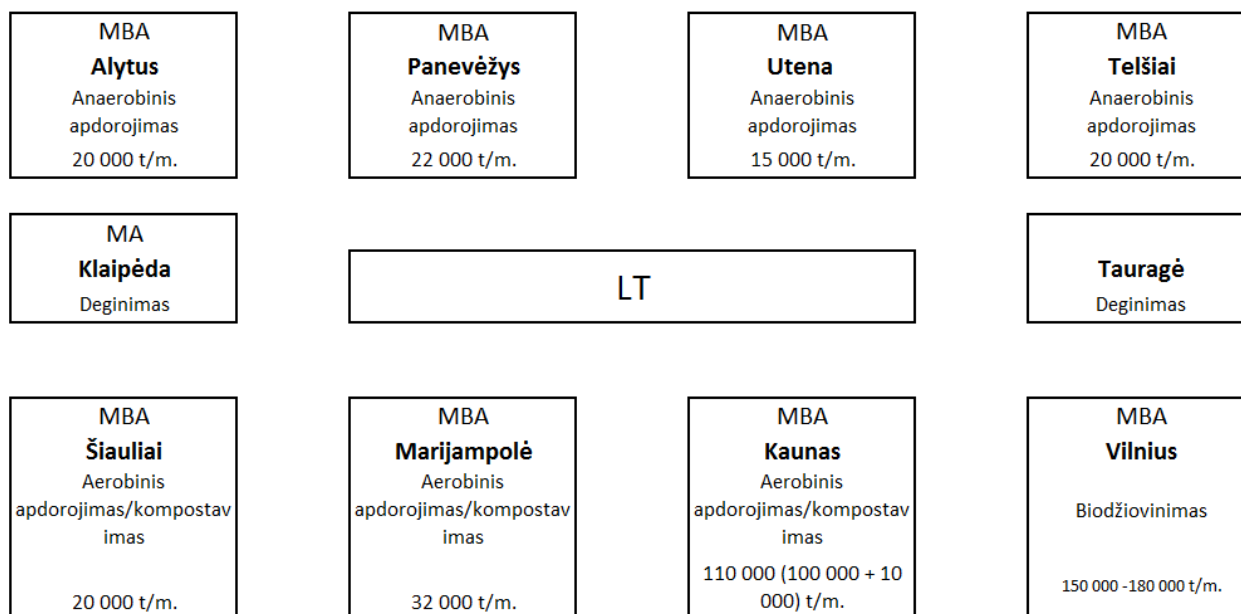 MBA
Alytus
Anaerobinis
apdorojimas
20 000 t/m.
MBA
Panevėžys
Anaerobinis
apdorojimas
22 000 t/m.
MBA
Utena
Anaerobinis
apdorojimas
15 000 t/m.
MBA
Telšiai
Anaerobinis
apdorojimas
20 000 t/m.
MA
Klaipėda
Deginimas
LT
Tauragė
Deginimas
MBA
Šiauliai
Aerobinis
apdorojimas/kompostav
imas
20 000 t/m.
MBA
Marijampolė
Aerobinis
apdorojimas/kompostav
imas
32 000 t/m.
MBA
Kaunas
Aerobinis
apdorojimas/kompostav
imas
110 000 (100 000 + 10
000) t/m.
MBA
Vilnius
Biodžiovinimas
150 000 -180 000 t/m.